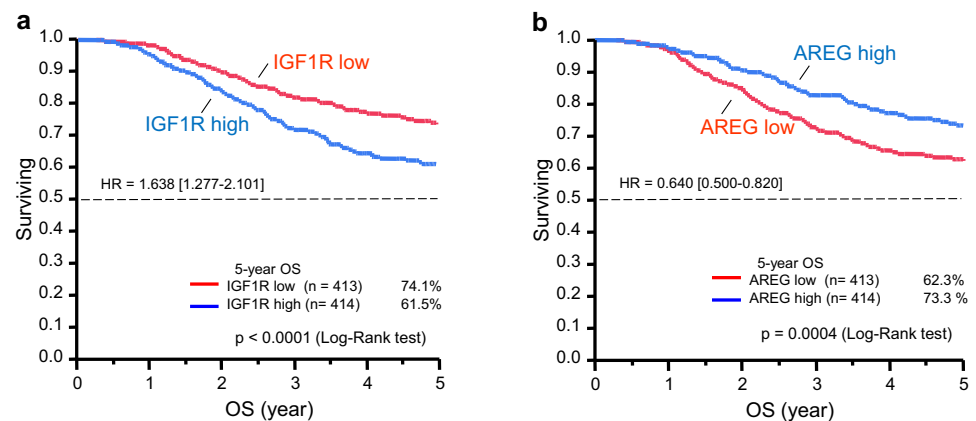 a
Surviving
1.0
0.9
0.8
0.7
0.6
0.5
0.4
0.3
0.2
0.1
0.0
IGF1R low
IGF1R high
HR = 1.638 [1.277-2.101]
5-year OS
IGF1R low (n = 413) 74.1%
IGF1R high (n= 414) 61.5%
p < 0.0001 (Log-Rank test)
0 1 2 3 4 5
OS (year)
b
Surviving
1.0
0.9
0.8
0.7
0.6
0.5
0.4
0.3
0.2
0.1
0.0
AREG high
AREG low
HR = 0.640 [0.500-0.820]
5-year OS
AREG low (n = 413) 62.3%
AREG high (n= 414) 73.3 %
p = 0.0004 (Log-Rank test)
0 1 2 3 4 5
OS (year)